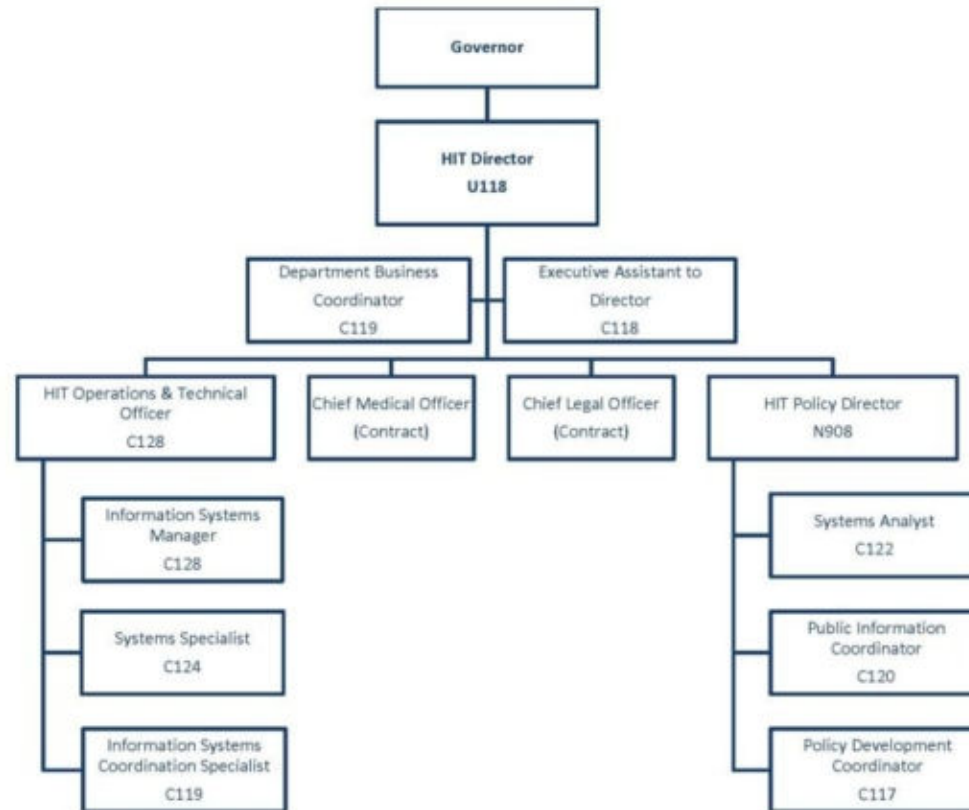 Governor
HIT Director
U118
Department Business
Coordinator
C119
Executive Assistant to
Director
C118
HIT Operations & Technical
Officer
C128
Chief Medical Officer
(Contract)
Chief Legal Officer
(Contract)
HIT Policy Director
N908
Information Systems
Manager
C128
Systems Specialist
C124
Information Systems
Coordination Specialist
C119
Systems Analyst
C122
Public Information
Coordinator
C120
Policy Development
Coordinator
C117